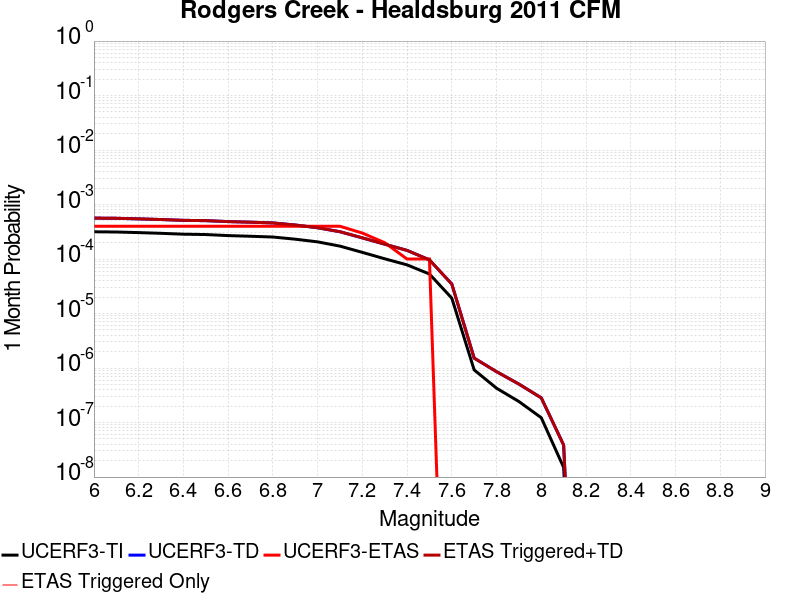 Rodgers Creek - Healdsburg 2011 CFM
10^0
10^-1
10^-2
10^-3
10^-4
10^-5
10^-6
10^-7
10^-8
1 Month Probability
6 6.2 6.4 6.6 6.8 7 7.2 7.4 7.6 7.8 8 8.2 8.4 8.6 8.8 9
Magnitude
UCERF3-TI UCERF3-TD UCERF3-ETAS ETAS Triggered+TD
ETAS Triggered Only